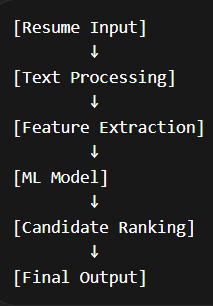 [Resume Input]
↓
[Text Processing]
↓
[Feature Extraction]
↓
[ML Model]
↓
[Candidate Ranking]
↓
[Final Output]